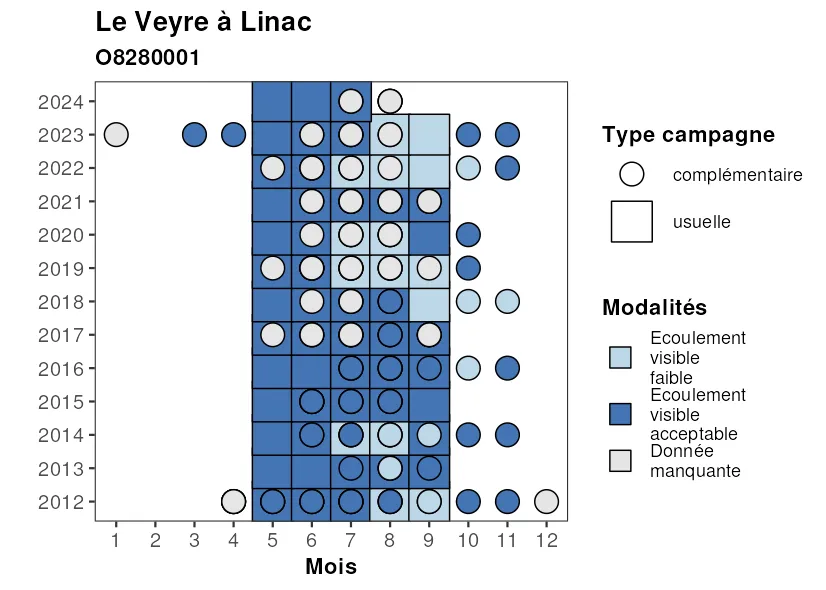 Le Veyre à Linac
O8280001
2024
2023
2022
2021
2020
2019
2018
2017
2016
2015
2014
2013
2012
1 2 3 4 5 6 7 8 9 10 11 12
Mois
Type campagne
complémentaire
usuelle
Modalités
Ecoulement
visible
faible
Ecoulement
visible
acceptable
Donnée
manquante